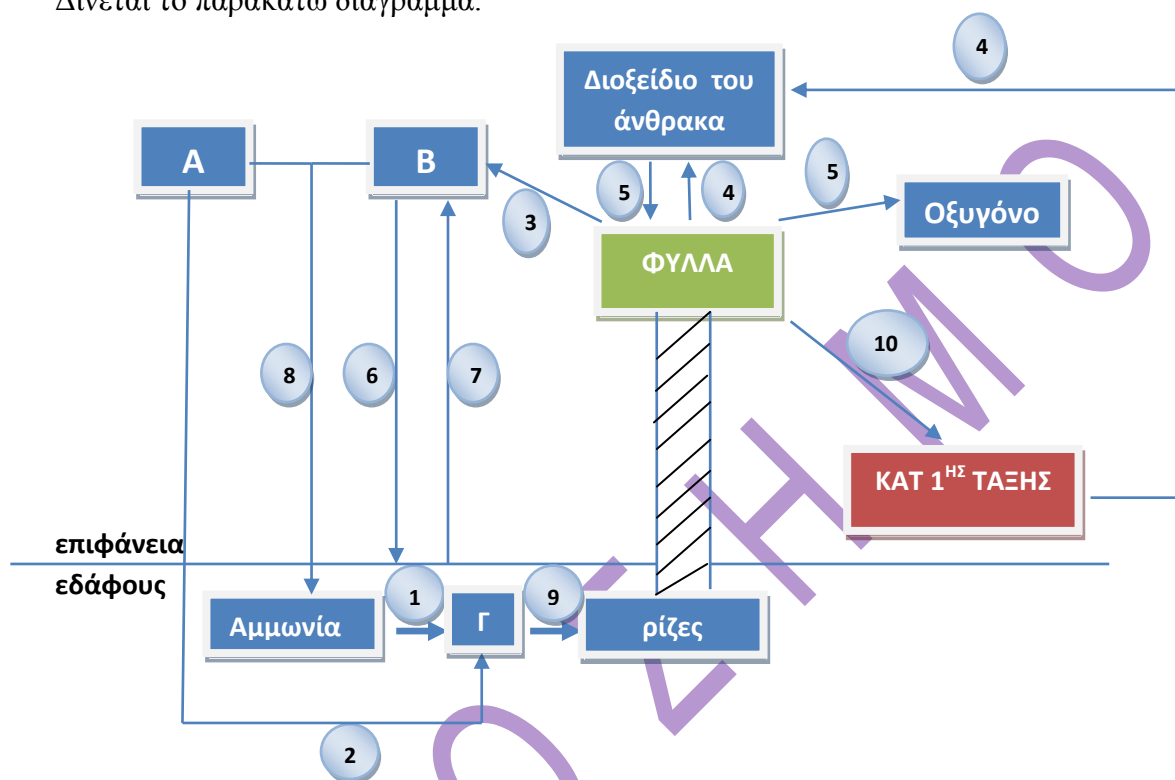 Δίνεται το παρακάτω διάγραμμα.
4
Διοξείδιο του
άνθρακα
Α
Β
5
4
5
3
Οξυγόνο
ΦΥΛΛΑ
10
8
6
7
ΚΑΤ 1ΗΣ ΤΑΞΗΣ
επιφάνεια
εδάφους
1
9
Αμμωνία
Γ
ρίζες
2